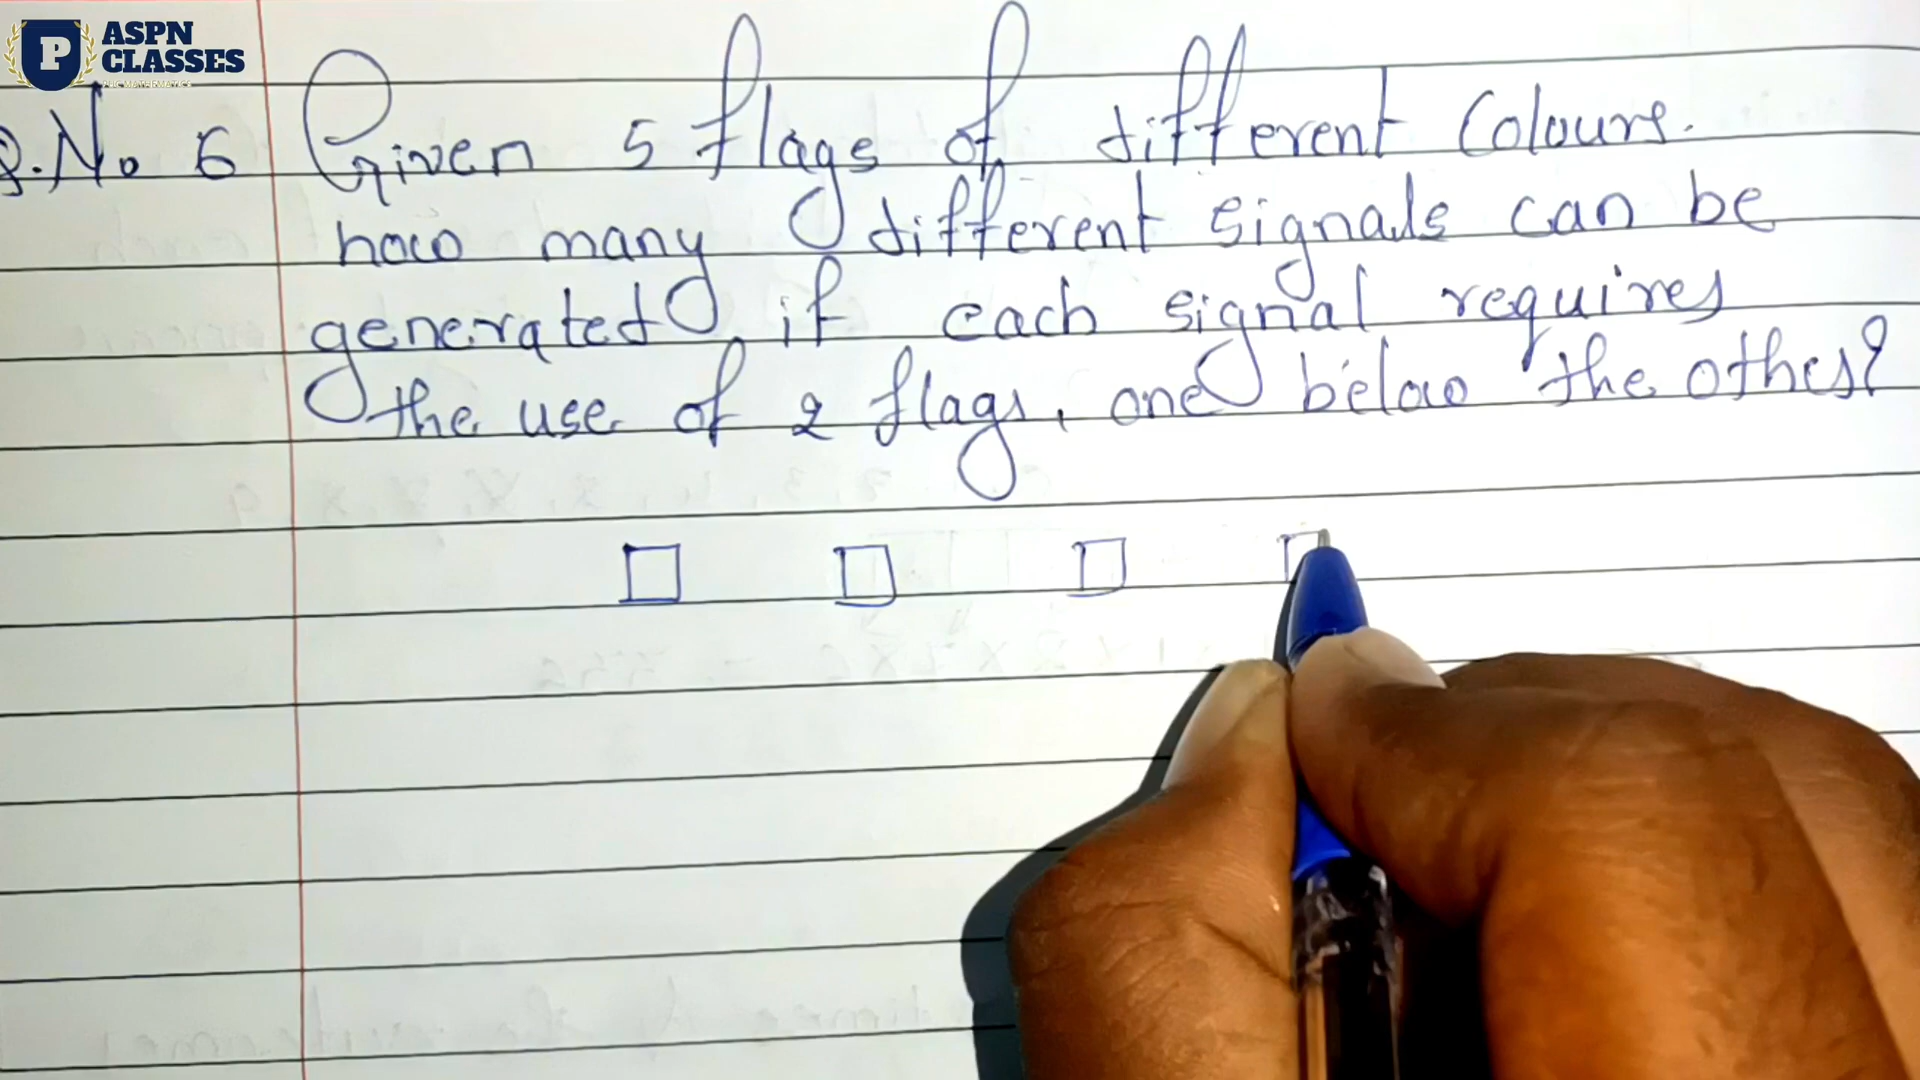 ASPN
CLASSES
Q.No 6 Given 5 flags of different Colours.
how many different signals can be
generated if each signal requires
the use of 2 flags, one below the other?